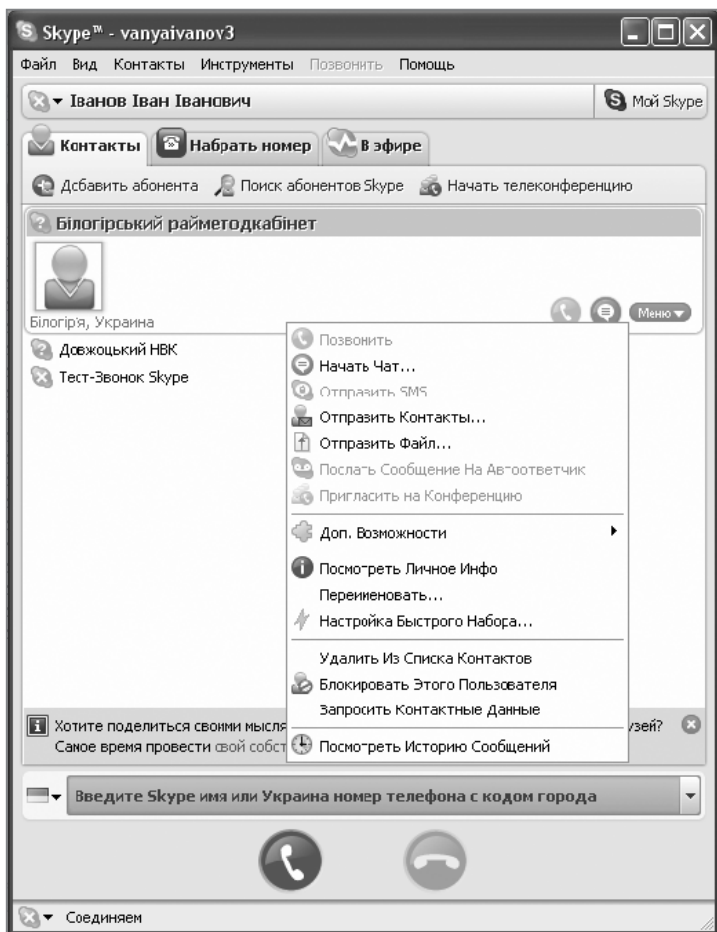 Skype™ - vanyaivanov3
Файл Вид Контакты Инструменты Позвонить Помощь
Іванов Іван Іванович
Мой Skype
Контакты Набрать номер В эфире
Добавить абонента Поиск абонентов Skype Начать телеконференцию
Білогірський райметодкабінет
Білогір'я, Украина
Меню
Довжоцький НВК
Тест-Звонок Skype
Позвонить
Начать Чат...
Отправить SMS
Отправить Контакты...
Отправить Файл...
Послать Сообщение На Автоответчик
Пригласить на Конференцию
Доп. Возможности
Посмотреть Личное Инфо
Переименовать...
Настройка Быстрого Набора...
Удалить Из Списка Контактов
Блокировать Этого Пользователя
Запросить Контактные Данные
Посмотреть Историю Сообщений
Хотите поделиться своими мысля узей?
Самое время провести свой собст
Введите Skype имя или Украина номер телефона с кодом города
Соединяем